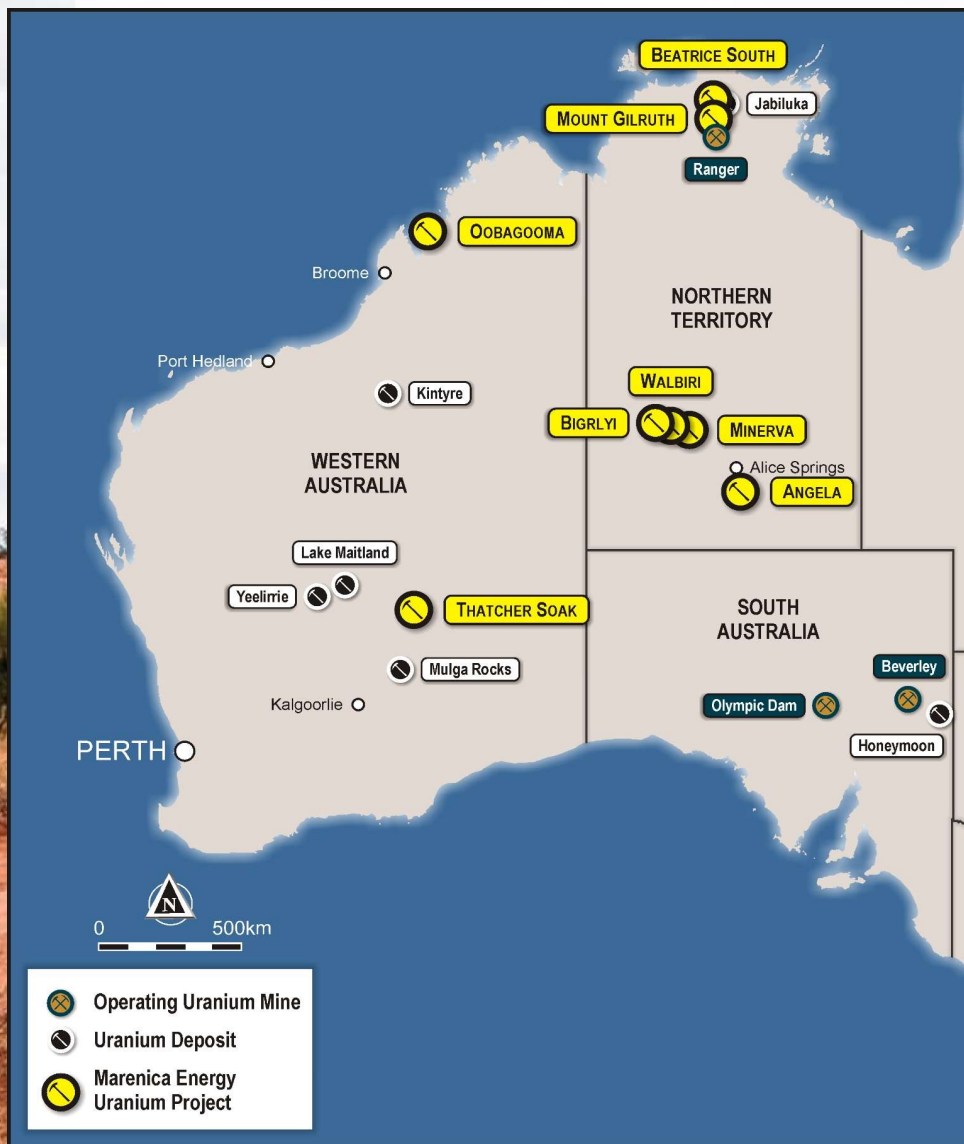 BEATRICE SOUTH
Jabiluka
MOUNT GILRUTH
Ranger
OOBAGOOMA
Broome
NORTHERN
TERRITORY
Port Hedland
Kintyre
WALBIRI
BIGRLYI
MINERVA
WESTERN
AUSTRALIA
Alice Springs
ANGELA
Lake Maitland
Yeelirrie
THATCHER SOAK
SOUTH
AUSTRALIA
Mulga Rocks
Beverley
Kalgoorlie
Olympic Dam
Honeymoon
PERTH
N
0 500km
Operating Uranium Mine
Uranium Deposit
Marenica Energy
Uranium Project